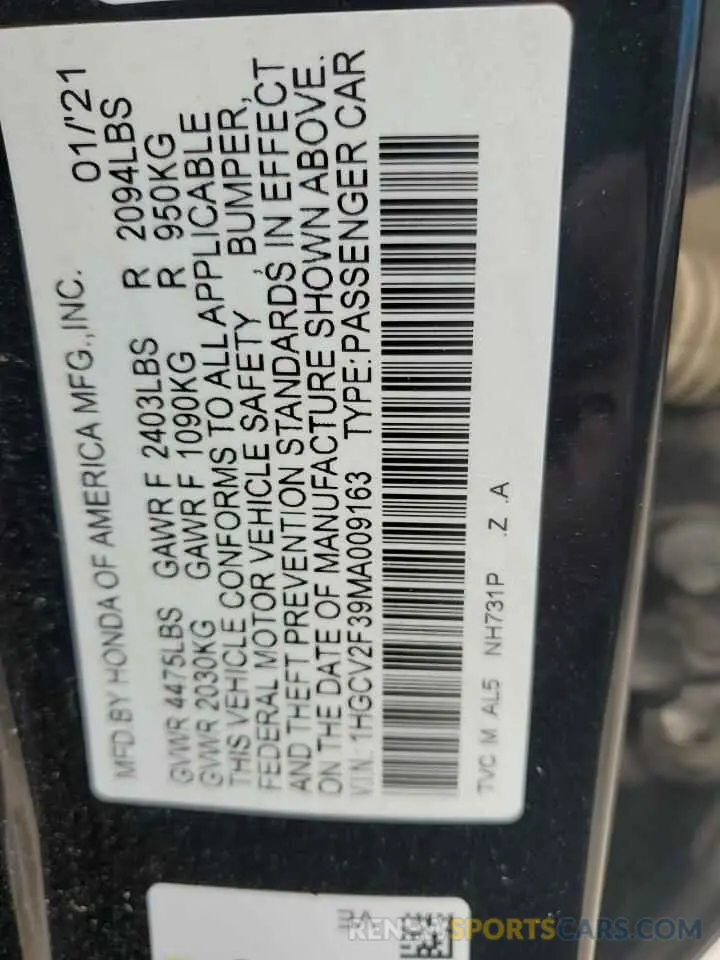 MFD BY HONDA OF AMERICA MFG.,INC. 01/'21
GVWR 4475LBS GAWR F 2403LBS R 2094LBS
GVWR 2030KG GAWR F 1090KG R 950KG
THIS VEHICLE CONFORMS TO ALL APPLICABLE
FEDERAL MOTOR VEHICLE SAFETY , BUMPER,
AND THEFT PREVENTION STANDARDS IN EFFECT
ON THE DATE OF MANUFACTURE SHOWN ABOVE.
V.I.N.: 1HGCV2F39MA009163 TYPE:PASSENGER CAR
TVC M AL5 NH731P .Z .A
RENEWSPORTSCARS.COM